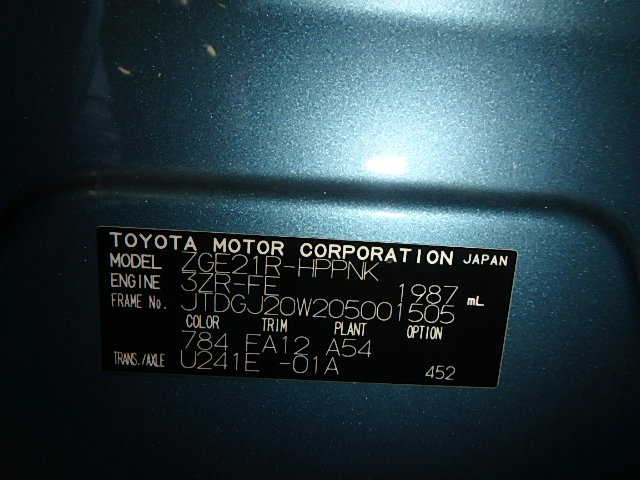 TOYOTA MOTOR CORPORATION JAPAN
MODEL ZGE21R-HPPNK
ENGINE 3ZR-FE 1987 mL
FRAME No. JTDGJ20W205001505
COLOR TRIM PLANT OPTION
784 FA12 A54
TRANS./AXLE U241E -01A 452